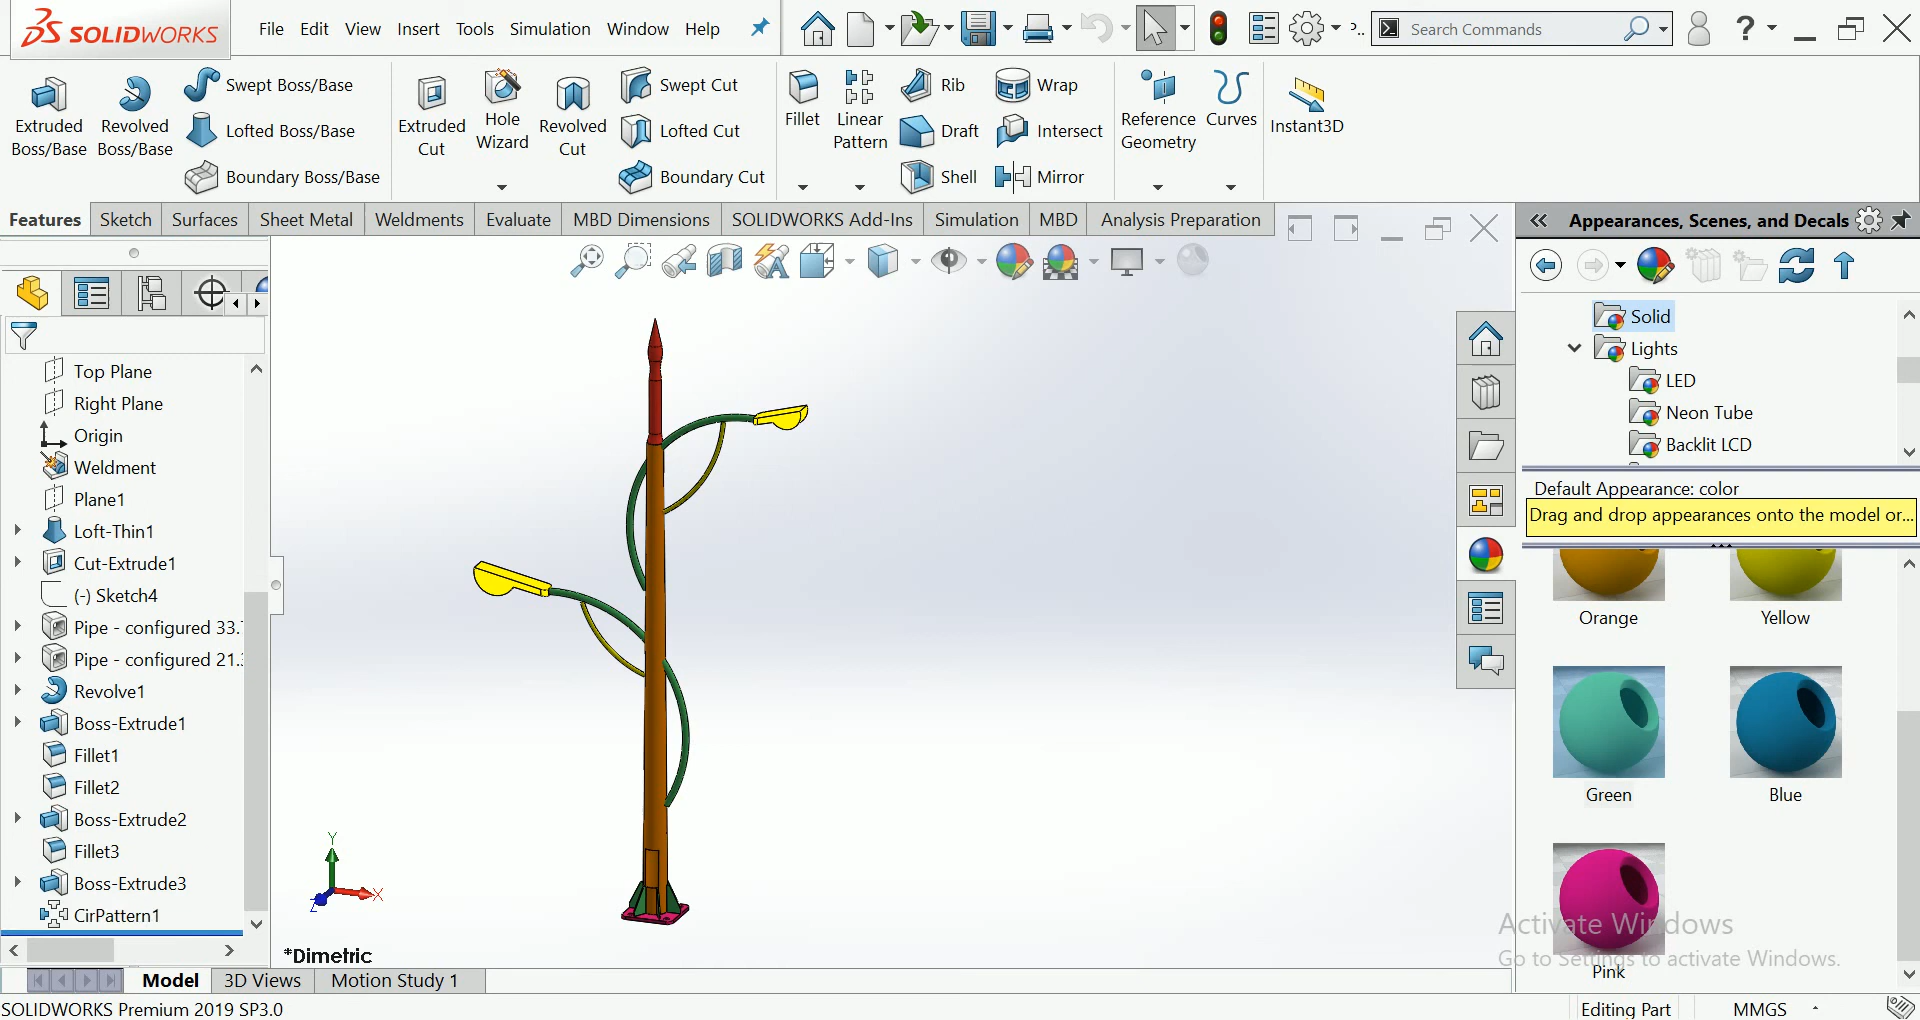 SOLIDWORKS
File Edit View Insert Tools Simulation Window Help
P..
Search Commands
Extruded Boss/Base
Revolved Boss/Base
Swept Boss/Base
Lofted Boss/Base
Boundary Boss/Base
Extruded Cut
Hole Wizard
Revolved Cut
Swept Cut
Lofted Cut
Boundary Cut
Fillet
Linear Pattern
Rib
Draft
Shell
Wrap
Intersect
Mirror
Reference Geometry
Curves
Instant3D
Features Sketch Surfaces Sheet Metal Weldments Evaluate MBD Dimensions SOLIDWORKS Add-Ins Simulation MBD Analysis Preparation
Appearances, Scenes, and Decals
Top Plane
Right Plane
Origin
Weldment
Plane1
Loft-Thin1
Cut-Extrude1
(-) Sketch4
Pipe - configured 33.
Pipe - configured 21.
Revolve1
Boss-Extrude1
Fillet1
Fillet2
Boss-Extrude2
Fillet3
Boss-Extrude3
CirPattern1
Y
X
Z
*Dimetric
Solid
Lights
LED
Neon Tube
Backlit LCD
Default Appearance: color
Drag and drop appearances onto the model or...
Orange
Yellow
Green
Blue
Pink
Activate Windows
Go to Settings to activate Windows.
Model 3D Views Motion Study 1
SOLIDWORKS Premium 2019 SP3.0
Editing Part
MMGS